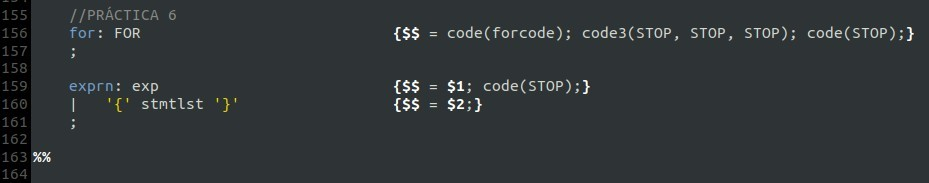 155 //PRÁCTICA 6
156 for: FOR {$$ = code(forcode); code3(STOP, STOP, STOP); code(STOP);}
157 ;
158
159 exprn: exp {$$ = $1; code(STOP);}
160 | '{' stmtlst '}' {$$ = $2;}
161 ;
162
163 %%
164